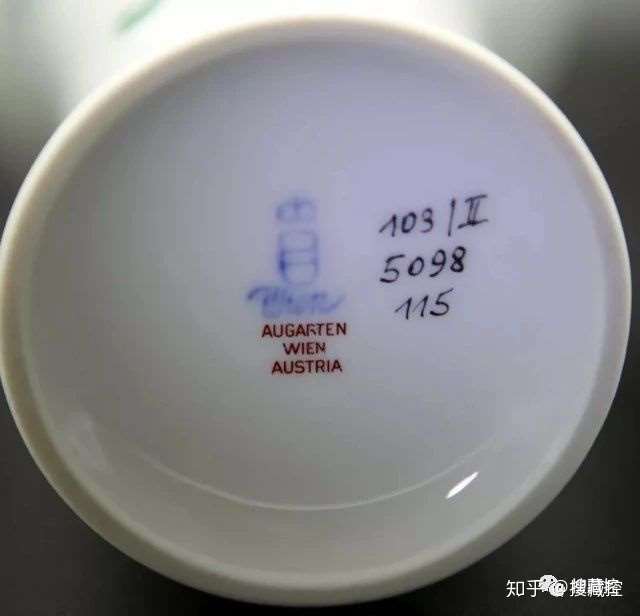 103/II
5098
115
AUGARTEN
WIEN
AUSTRIA
知乎 @搜藏控